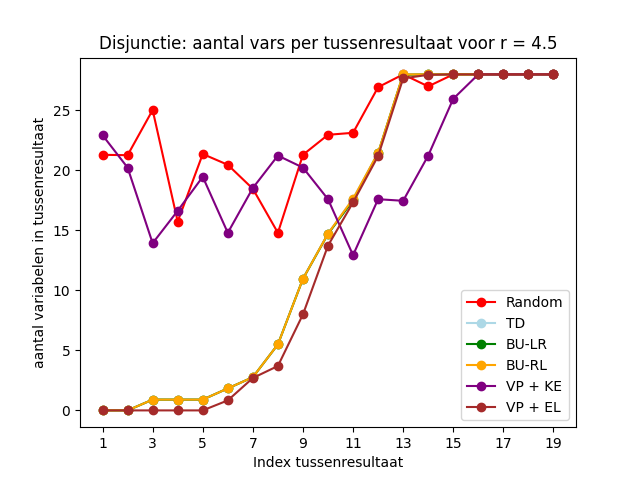 Disjunctie: aantal vars per tussenresultaat voor r = 4.5
aantal variabelen in tussenresultaat
25
20
15
10
5
0
Random
TD
BU-LR
BU-RL
VP + KE
VP + EL
1 3 5 7 9 11 13 15 17 19
Index tussenresultaat